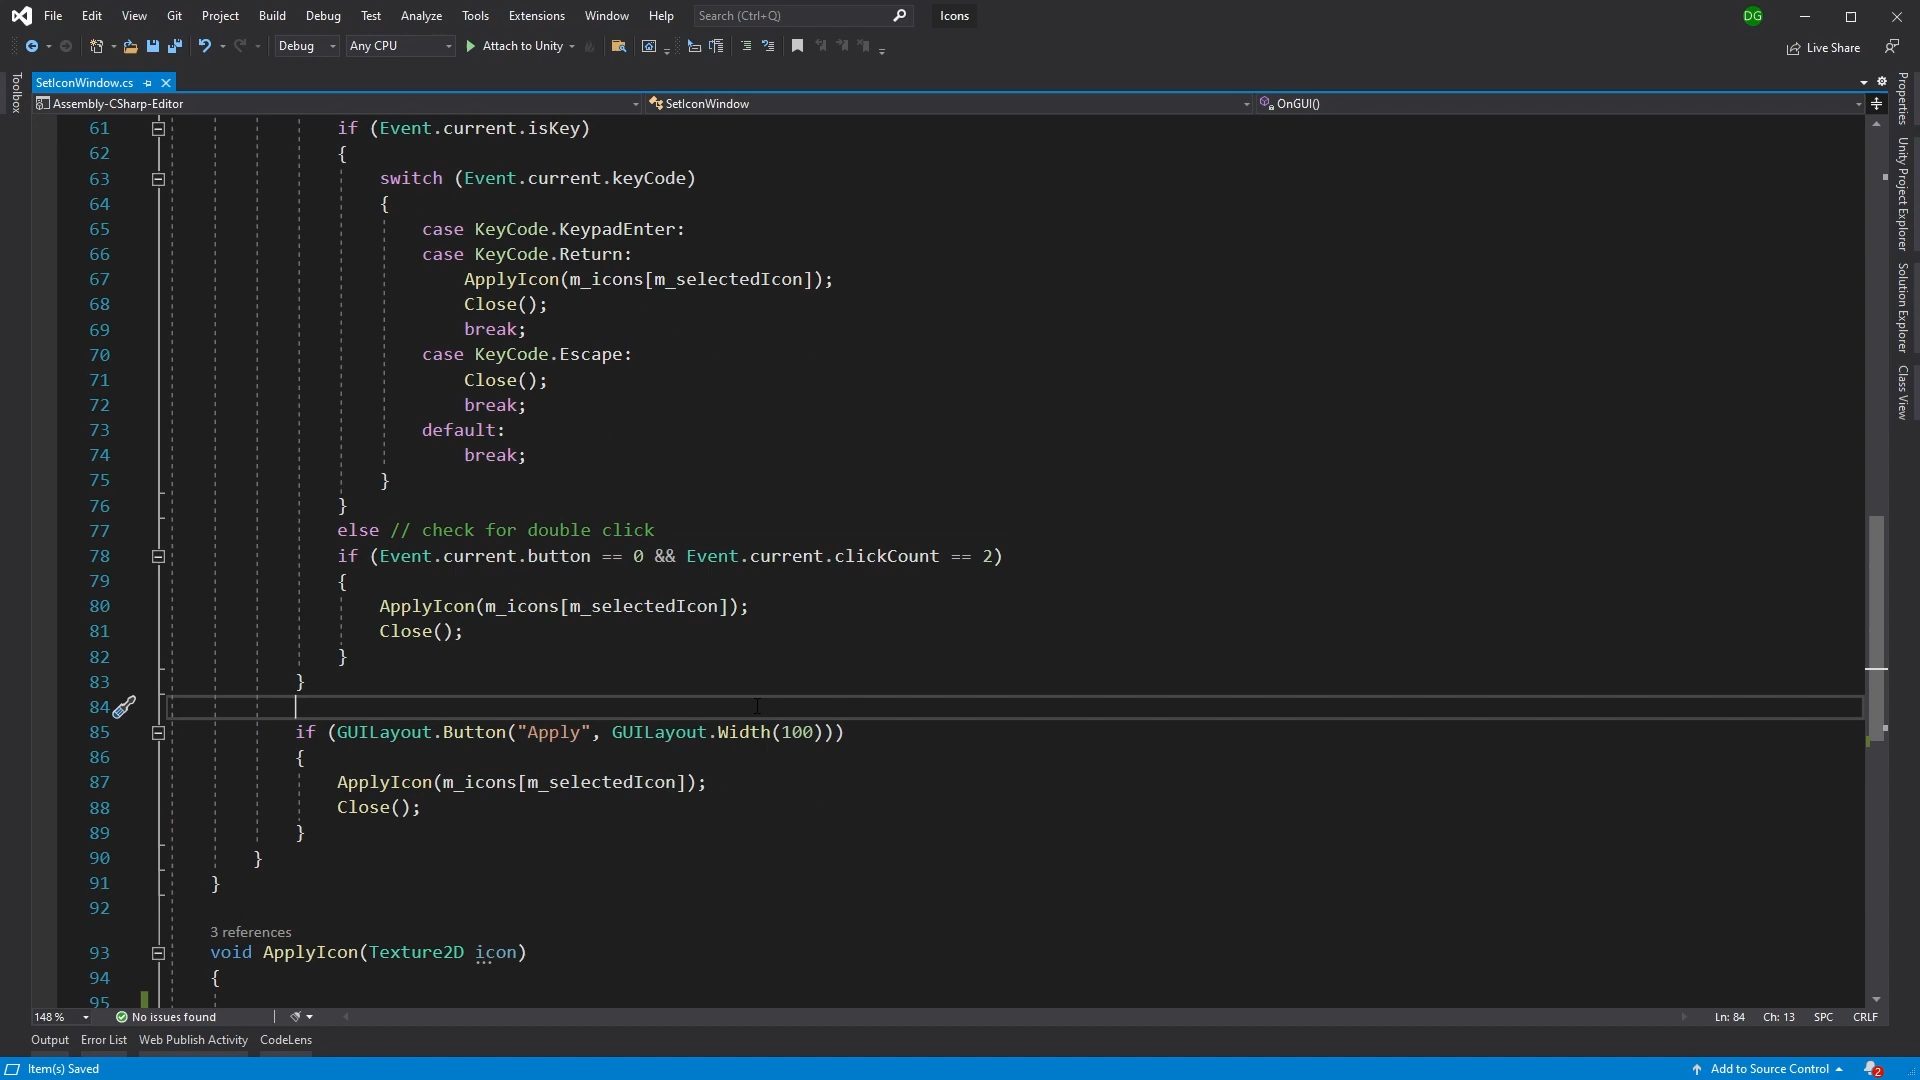 File Edit View Git Project Build Debug Test Analyze Tools Extensions Window Help Search (Ctrl+Q) Icons DG
Debug Any CPU Attach to Unity Live Share
SetIconWindow.cs
Assembly-CSharp-Editor SetIconWindow OnGUI()
61 if (Event.current.isKey)
62 {
63 switch (Event.current.keyCode)
64 {
65 case KeyCode.KeypadEnter:
66 case KeyCode.Return:
67 ApplyIcon(m_icons[m_selectedIcon]);
68 Close();
69 break;
70 case KeyCode.Escape:
71 Close();
72 break;
73 default:
74 break;
75 }
76 }
77 else // check for double click
78 if (Event.current.button == 0 && Event.current.clickCount == 2)
79 {
80 ApplyIcon(m_icons[m_selectedIcon]);
81 Close();
82 }
83 }
84
85 if (GUILayout.Button("Apply", GUILayout.Width(100)))
86 {
87 ApplyIcon(m_icons[m_selectedIcon]);
88 Close();
89 }
90 }
91 }
92
3 references
93 void ApplyIcon(Texture2D icon)
94 {
95
148 % No issues found Ln: 84 Ch: 13 SPC CRLF
Output Error List Web Publish Activity CodeLens
Item(s) Saved Add to Source Control 2
Toolbox
Properties
Unity Project Explorer
Solution Explorer
Class View